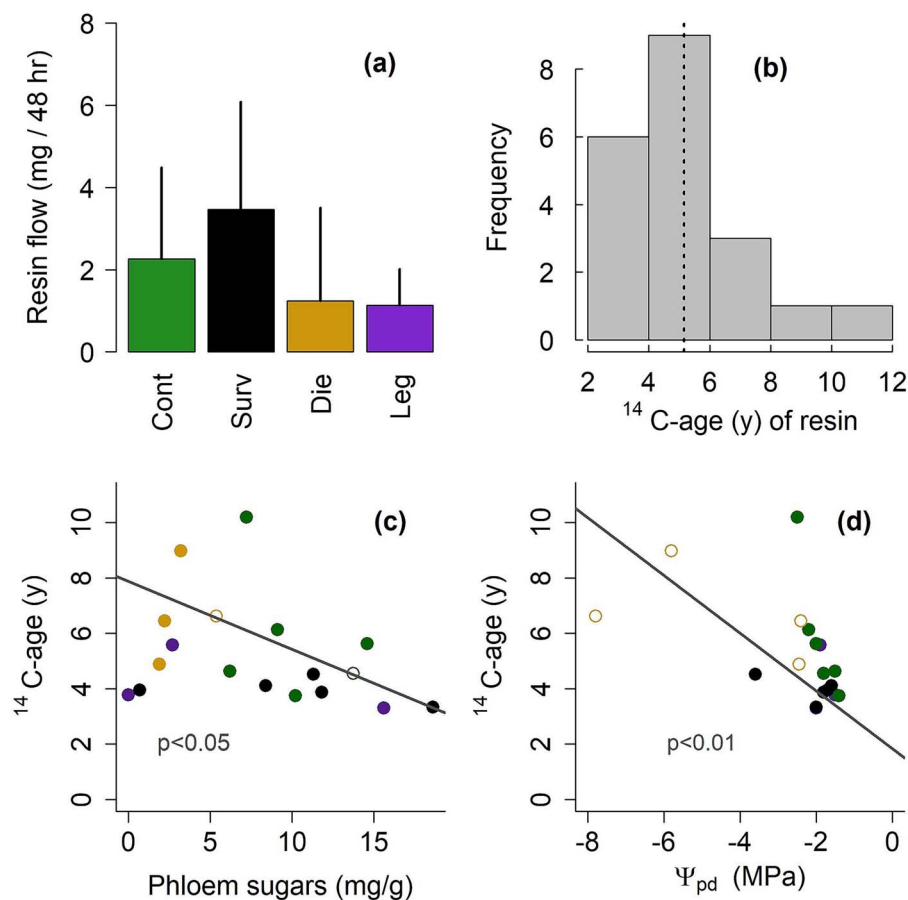 (a)
Resin flow (mg / 48 hr)
0 2 4 6 8
Cont Surv Die Leg
(b)
Frequency
0 2 4 6 8
2 4 6 8 10 12
¹⁴ C-age (y) of resin
(c)
¹⁴ C-age (y)
0 2 4 6 8 10
p<0.05
0 5 10 15
Phloem sugars (mg/g)
(d)
¹⁴ C-age (y)
0 2 4 6 8 10
p<0.01
-8 -6 -4 -2 0
Ψpd (MPa)